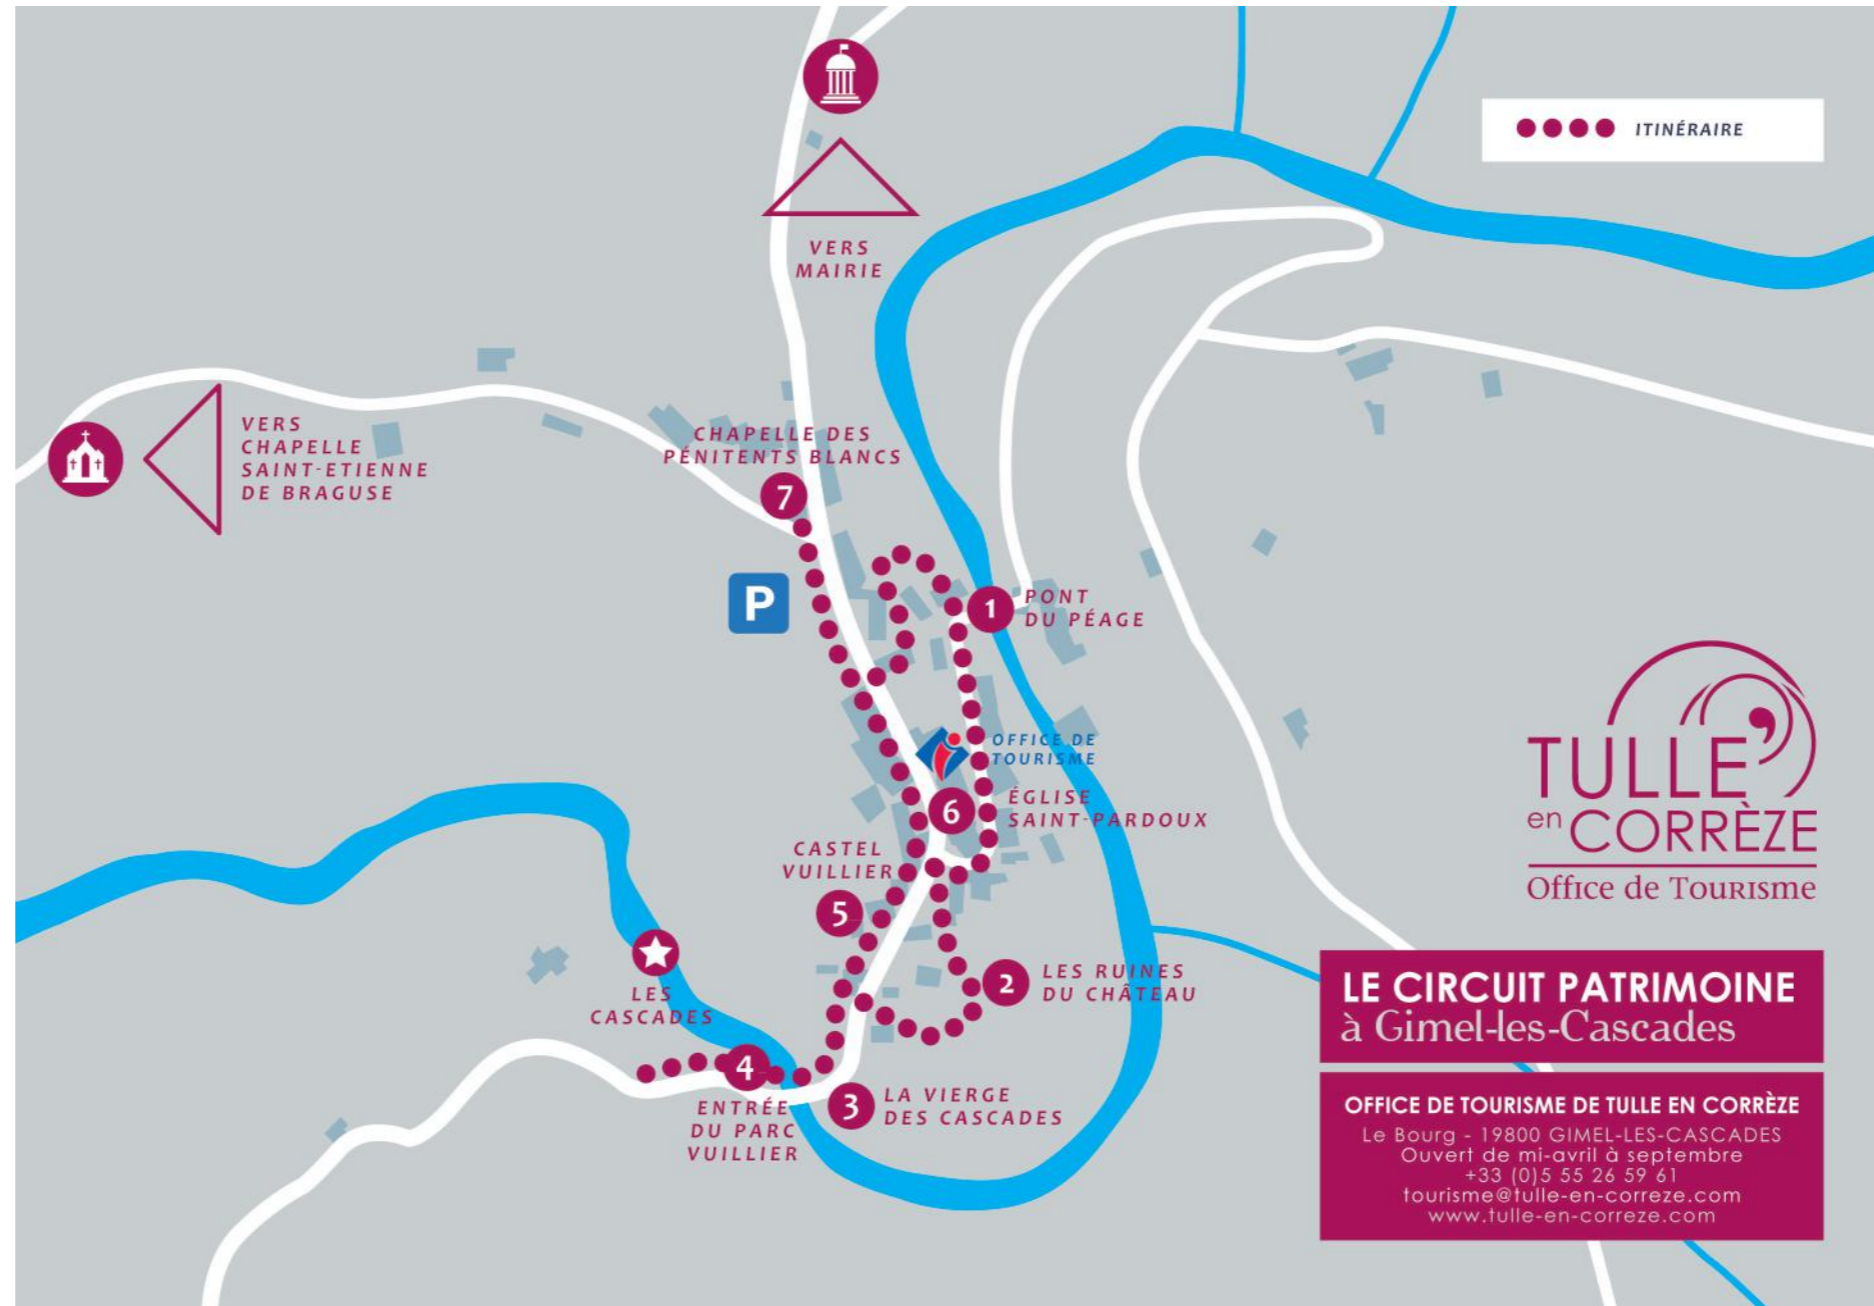 ITINÉRAIRE
VERS
MAIRIE
VERS
CHAPELLE
SAINT-ETIENNE
DE BRAGUSE
CHAPELLE DES
PÉNITENTS BLANCS
7
P
1
PONT
DU PÉAGE
OFFICE DE
TOURISME
6
ÉGLISE
SAINT-PARDOUX
CASTEL
VUILLIER
5
2
LES RUINES
DU CHÂTEAU
LES
CASCADES
4
ENTRÉE
DU PARC
VUILLIER
3
LA VIERGE
DES CASCADES
TULLE
en CORRÈZE
Office de Tourisme
LE CIRCUIT PATRIMOINE
à Gimel-les-Cascades
OFFICE DE TOURISME DE TULLE EN CORRÈZE
Le Bourg - 19800 GIMEL-LES-CASCADES
Ouvert de mi-avril à septembre
+33 (0)5 55 26 59 61
tourisme@tulle-en-correze.com
www.tulle-en-correze.com